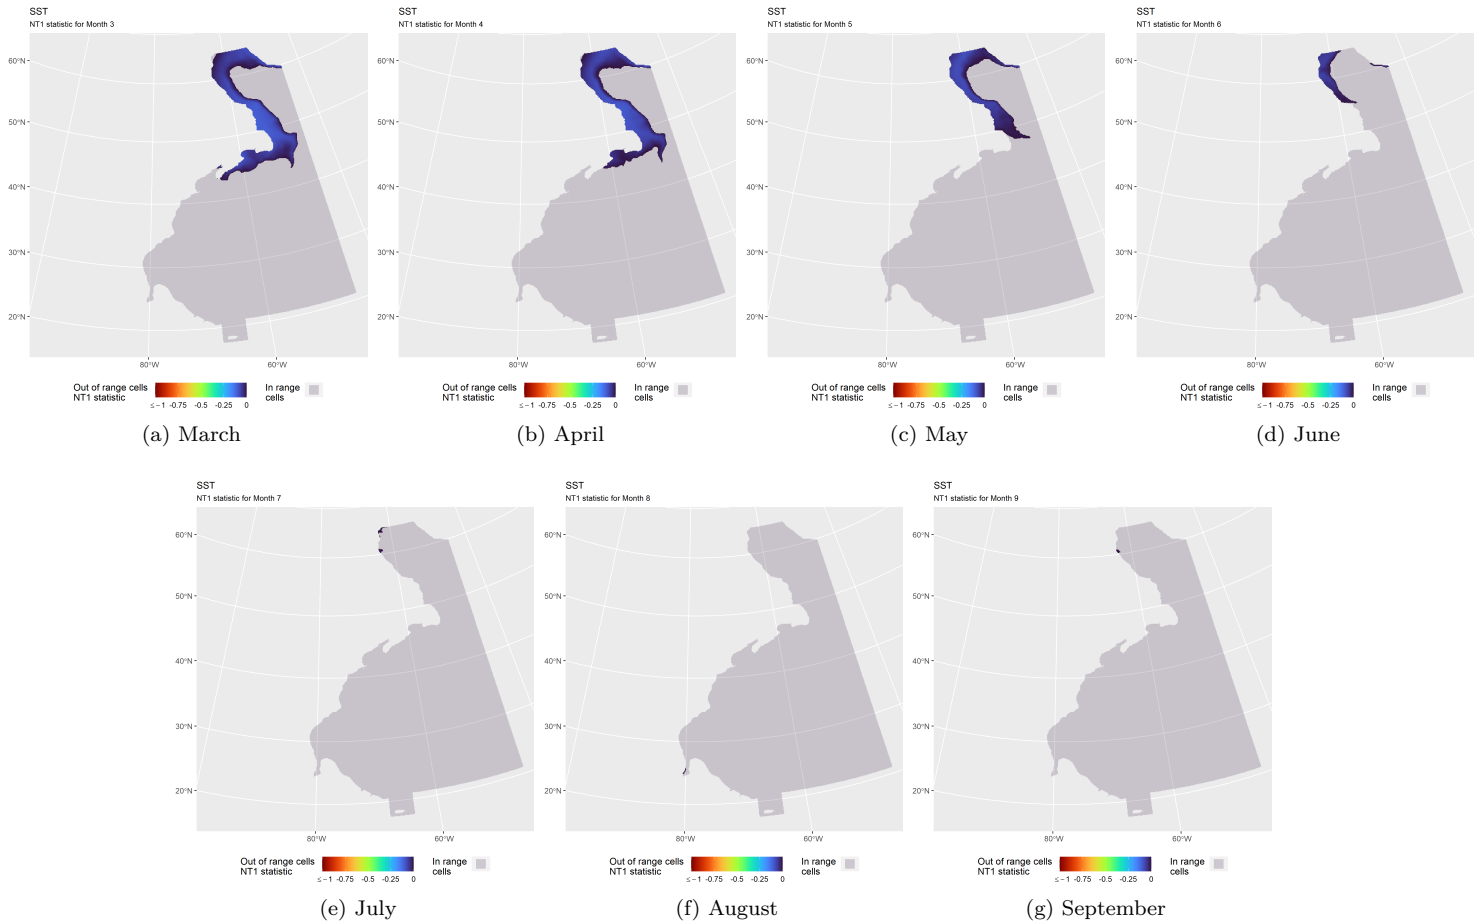 SST
NT1 statistic for Month 3
60°N
50°N
40°N
30°N
20°N
80°W 60°W
Out of range cells
NT1 statistic
≤ −1 -0.75 -0.5 -0.25 0
In range
cells
(a) March
SST
NT1 statistic for Month 4
60°N
50°N
40°N
30°N
20°N
80°W 60°W
Out of range cells
NT1 statistic
≤ −1 -0.75 -0.5 -0.25 0
In range
cells
(b) April
SST
NT1 statistic for Month 5
60°N
50°N
40°N
30°N
20°N
80°W 60°W
Out of range cells
NT1 statistic
≤ −1 -0.75 -0.5 -0.25 0
In range
cells
(c) May
SST
NT1 statistic for Month 6
60°N
50°N
40°N
30°N
20°N
80°W 60°W
Out of range cells
NT1 statistic
≤ −1 -0.75 -0.5 -0.25 0
In range
cells
(d) June
SST
NT1 statistic for Month 7
60°N
50°N
40°N
30°N
20°N
80°W 60°W
Out of range cells
NT1 statistic
≤ −1 -0.75 -0.5 -0.25 0
In range
cells
(e) July
SST
NT1 statistic for Month 8
60°N
50°N
40°N
30°N
20°N
80°W 60°W
Out of range cells
NT1 statistic
≤ −1 -0.75 -0.5 -0.25 0
In range
cells
(f) August
SST
NT1 statistic for Month 9
60°N
50°N
40°N
30°N
20°N
80°W 60°W
Out of range cells
NT1 statistic
≤ −1 -0.75 -0.5 -0.25 0
In range
cells
(g) September